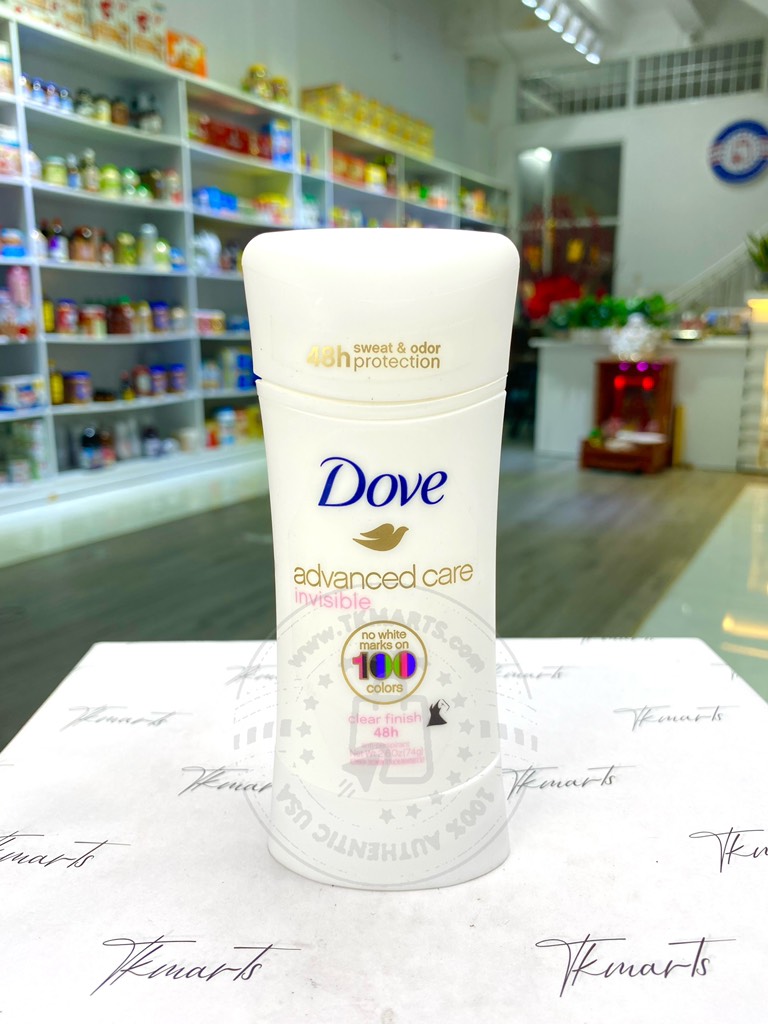 48h sweat & odor
protection
Dove
advanced care
invisible
no white
marks on
100
colors
clear finish
48h
www.TKMARTS.com
100% AUTHENTIC USA
Tkmarts
Tkmarts
Tkmarts
Tkmarts
Tkmarts
Tkmarts